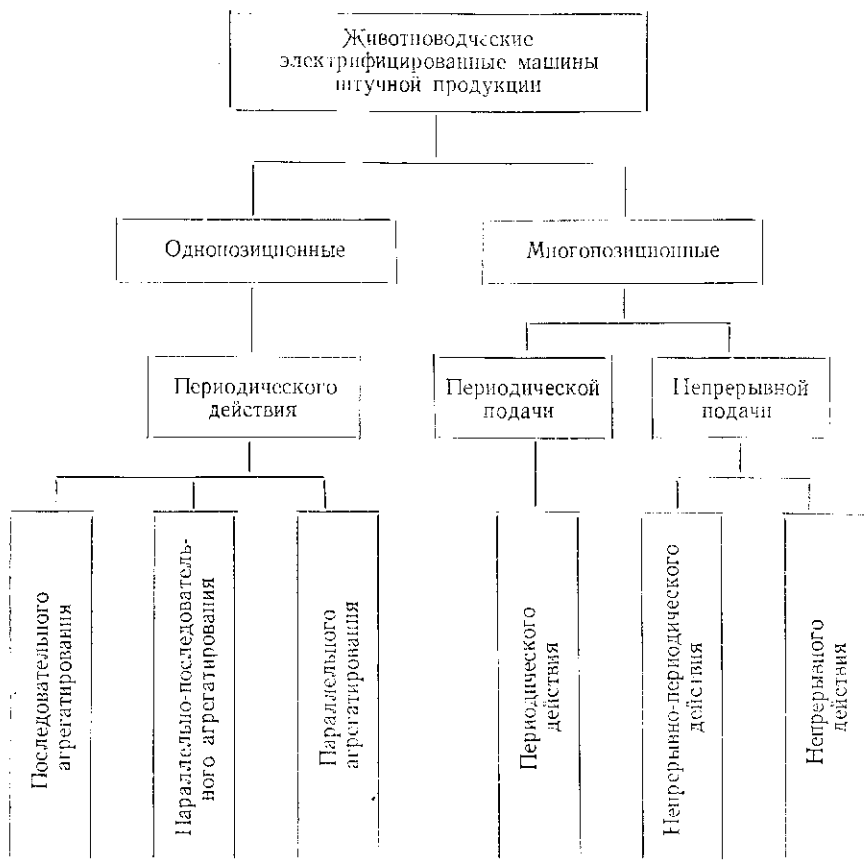 Животноводческие
электрифицированные машины
штучной продукции
Однопозиционные
Многопозиционные
Периодического
действия
Периодической
подачи
Непрерывной
подачи
Последовательного
агрегатирования
Параллельно-последователь-
ного агрегатирования
Параллельного
агрегатирования
Периодического
действия
Непрерывно-периодического
действия
Непрерывного
действия